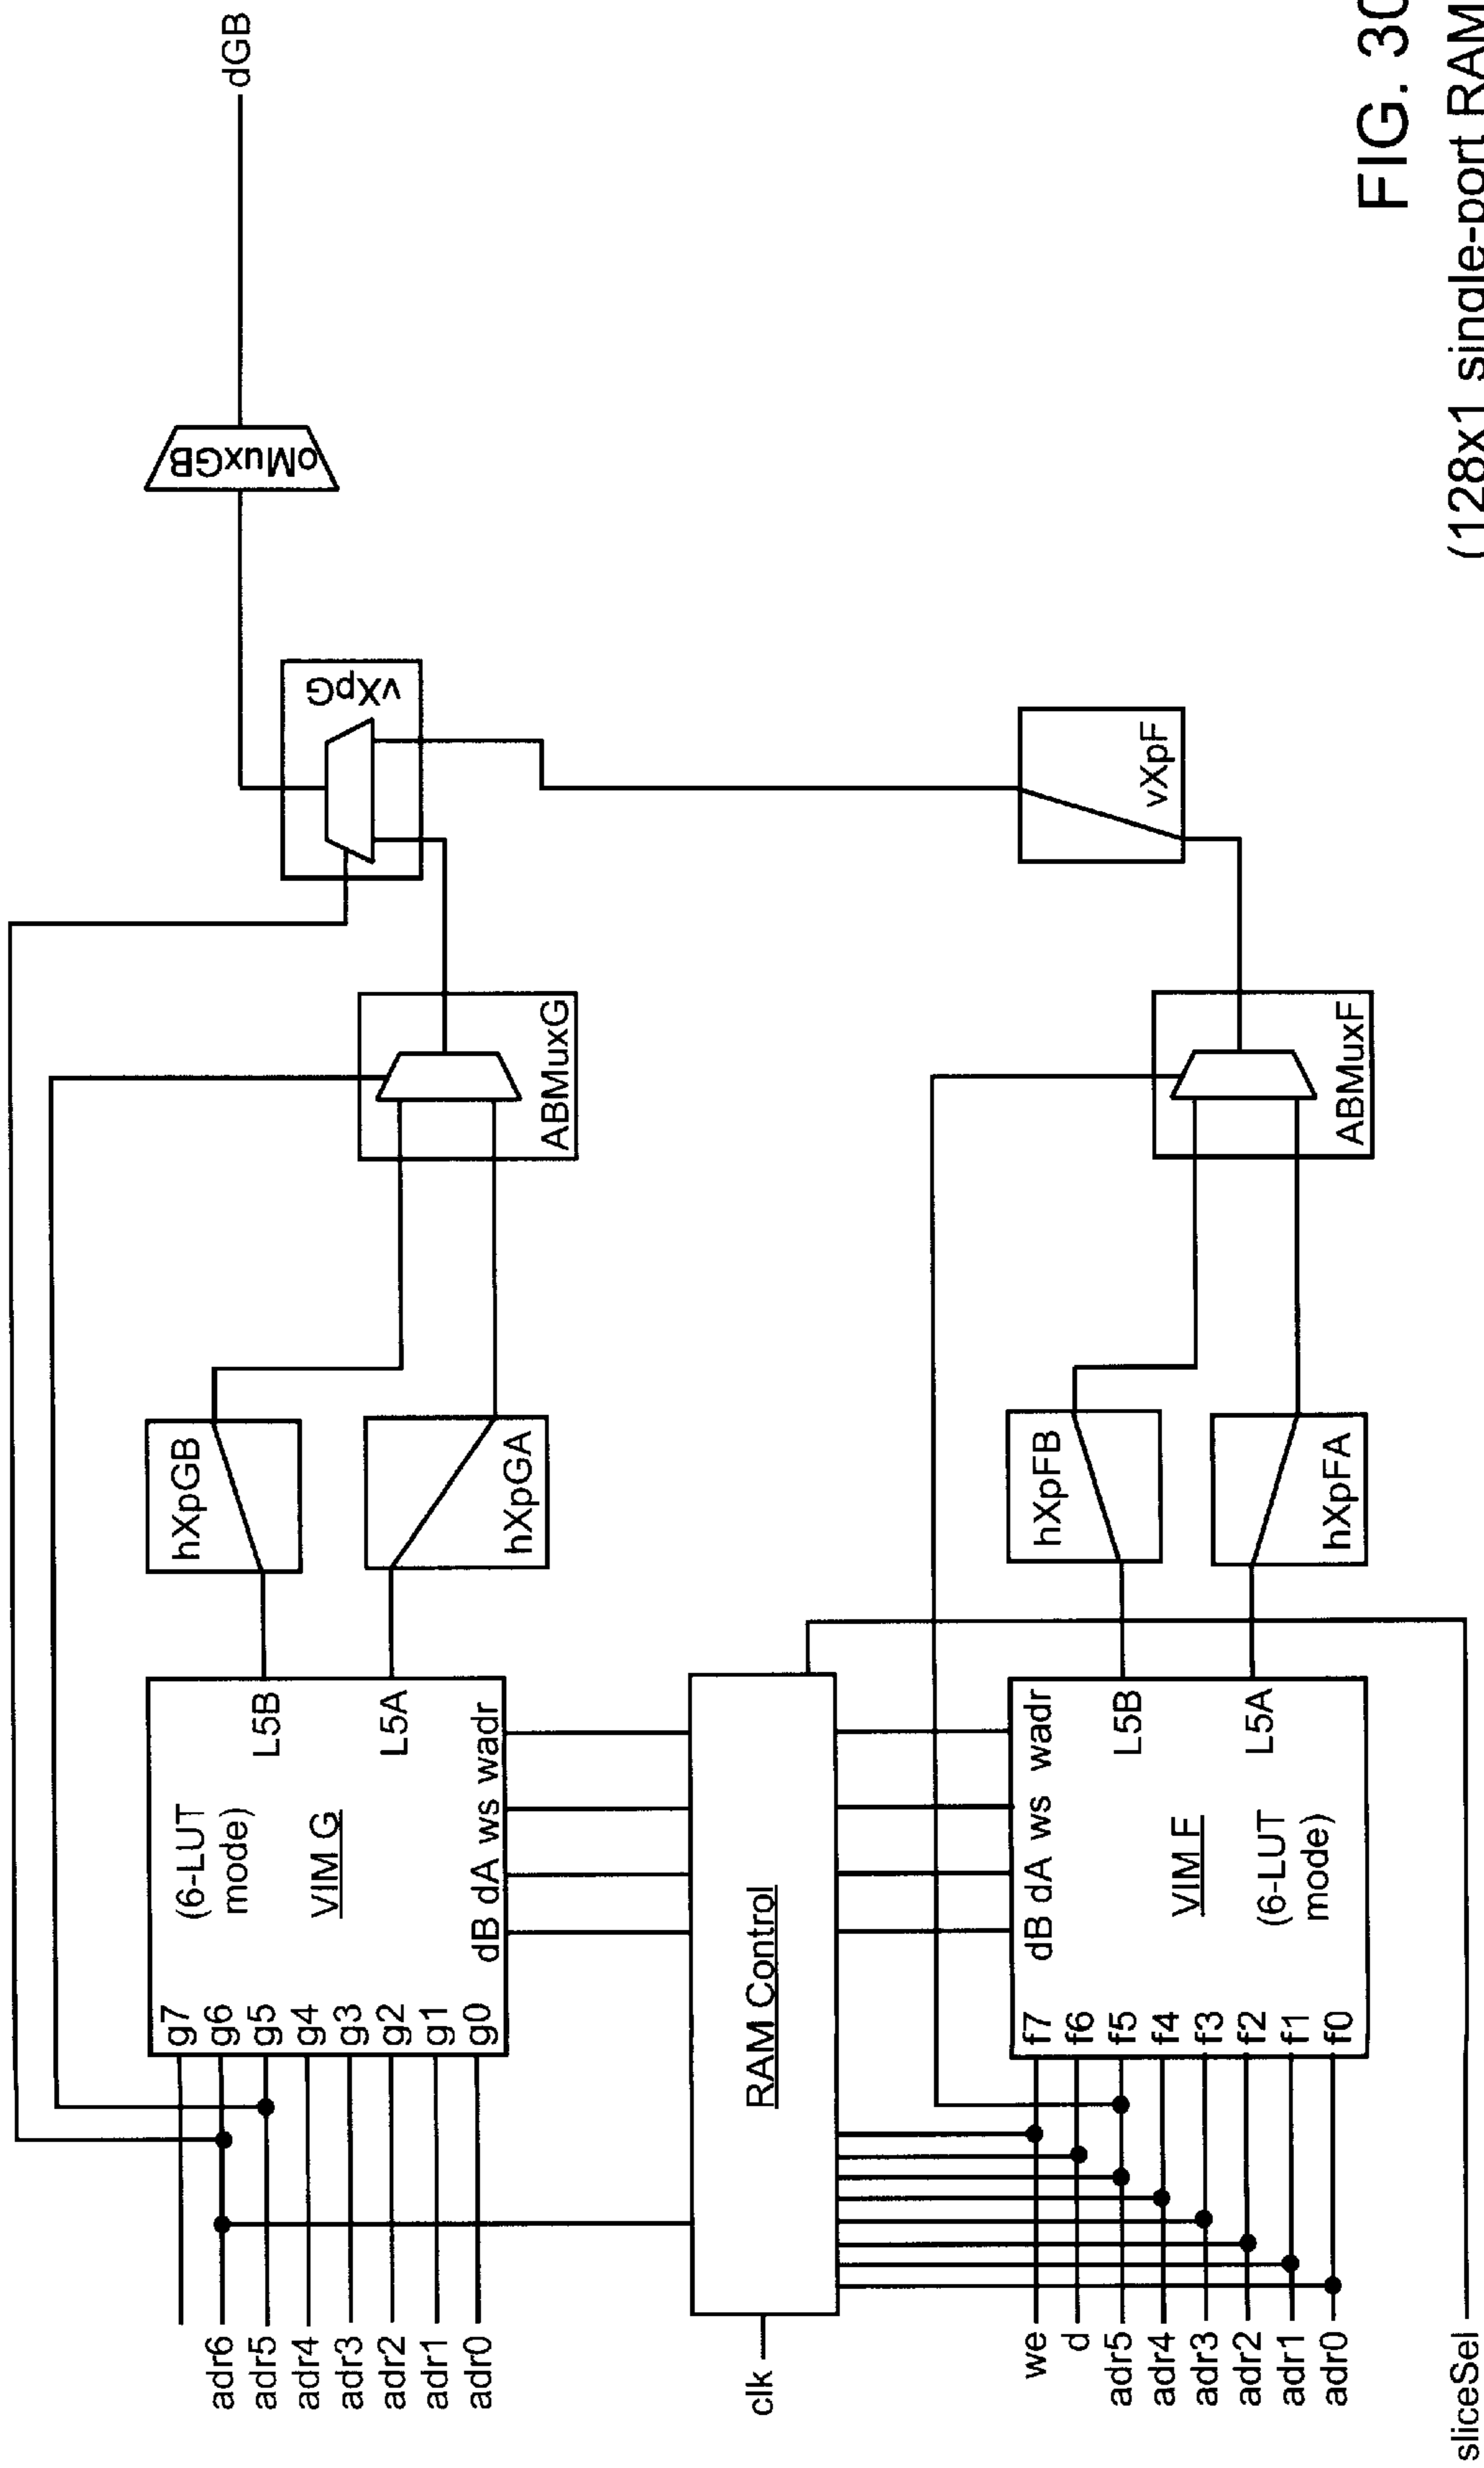 adr6
adr5
adr4
adr3
adr2
adr1
adr0
g7
g6
g5
g4
g3
g2
g1
g0
(6-LUT
mode)
VIM G
L5B
L5A
dB dA ws wadr
hXpGB
hXpGA
ABMuxG
vXpG
oMuxGB
dGB
clk
RAM Control
we
d
adr5
adr4
adr3
adr2
adr1
adr0
f7
f6
f5
f4
f3
f2
f1
f0
dB dA ws wadr
VIM F
(6-LUT
mode)
L5B
L5A
hXpFB
hXpFA
ABMuxF
vXpF
sliceSel
FIG. 30
(128x1 single-port RAM